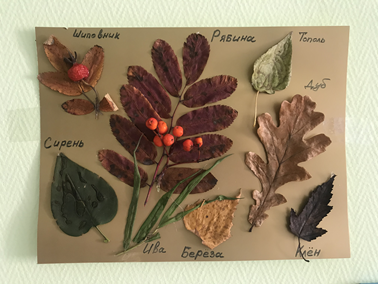 Шиповник
Рябина
Тополь
Дуб
Сирень
Ива
Береза
Клён